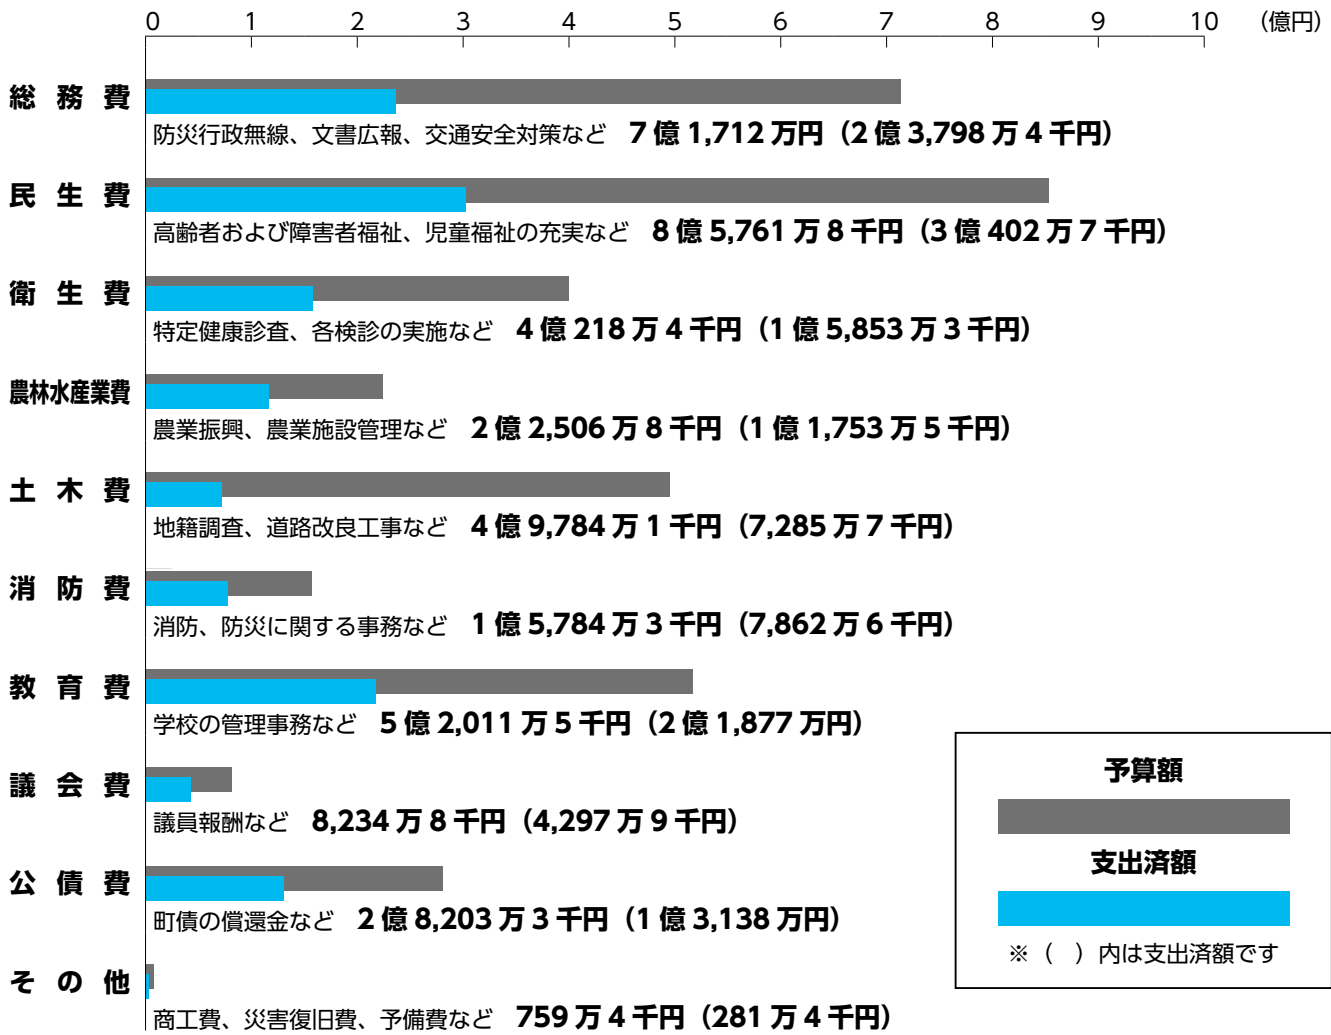 0 1 2 3 4 5 6 7 8 9 10 (億円)
総務費
防災行政無線、文書広報、交通安全対策など 7億1,712万円(2億3,798万4千円)
民生費
高齢者および障害者福祉、児童福祉の充実など 8億5,761万8千円(3億402万7千円)
衛生費
特定健康診査、各検診の実施など 4億218万4千円(1億5,853万3千円)
農林水産業費
農業振興、農業施設管理など 2億2,506万8千円(1億1,753万5千円)
土木費
地籍調査、道路改良工事など 4億9,784万1千円(7,285万7千円)
消防費
消防、防災に関する事務など 1億5,784万3千円(7,862万6千円)
教育費
学校の管理事務など 5億2,011万5千円(2億1,877万円)
議会費
議員報酬など 8,234万8千円(4,297万9千円)
公債費
町債の償還金など 2億8,203万3千円(1億3,138万円)
その他
商工費、災害復旧費、予備費など 759万4千円(281万4千円)
予算額
支出済額
※( )内は支出済額です